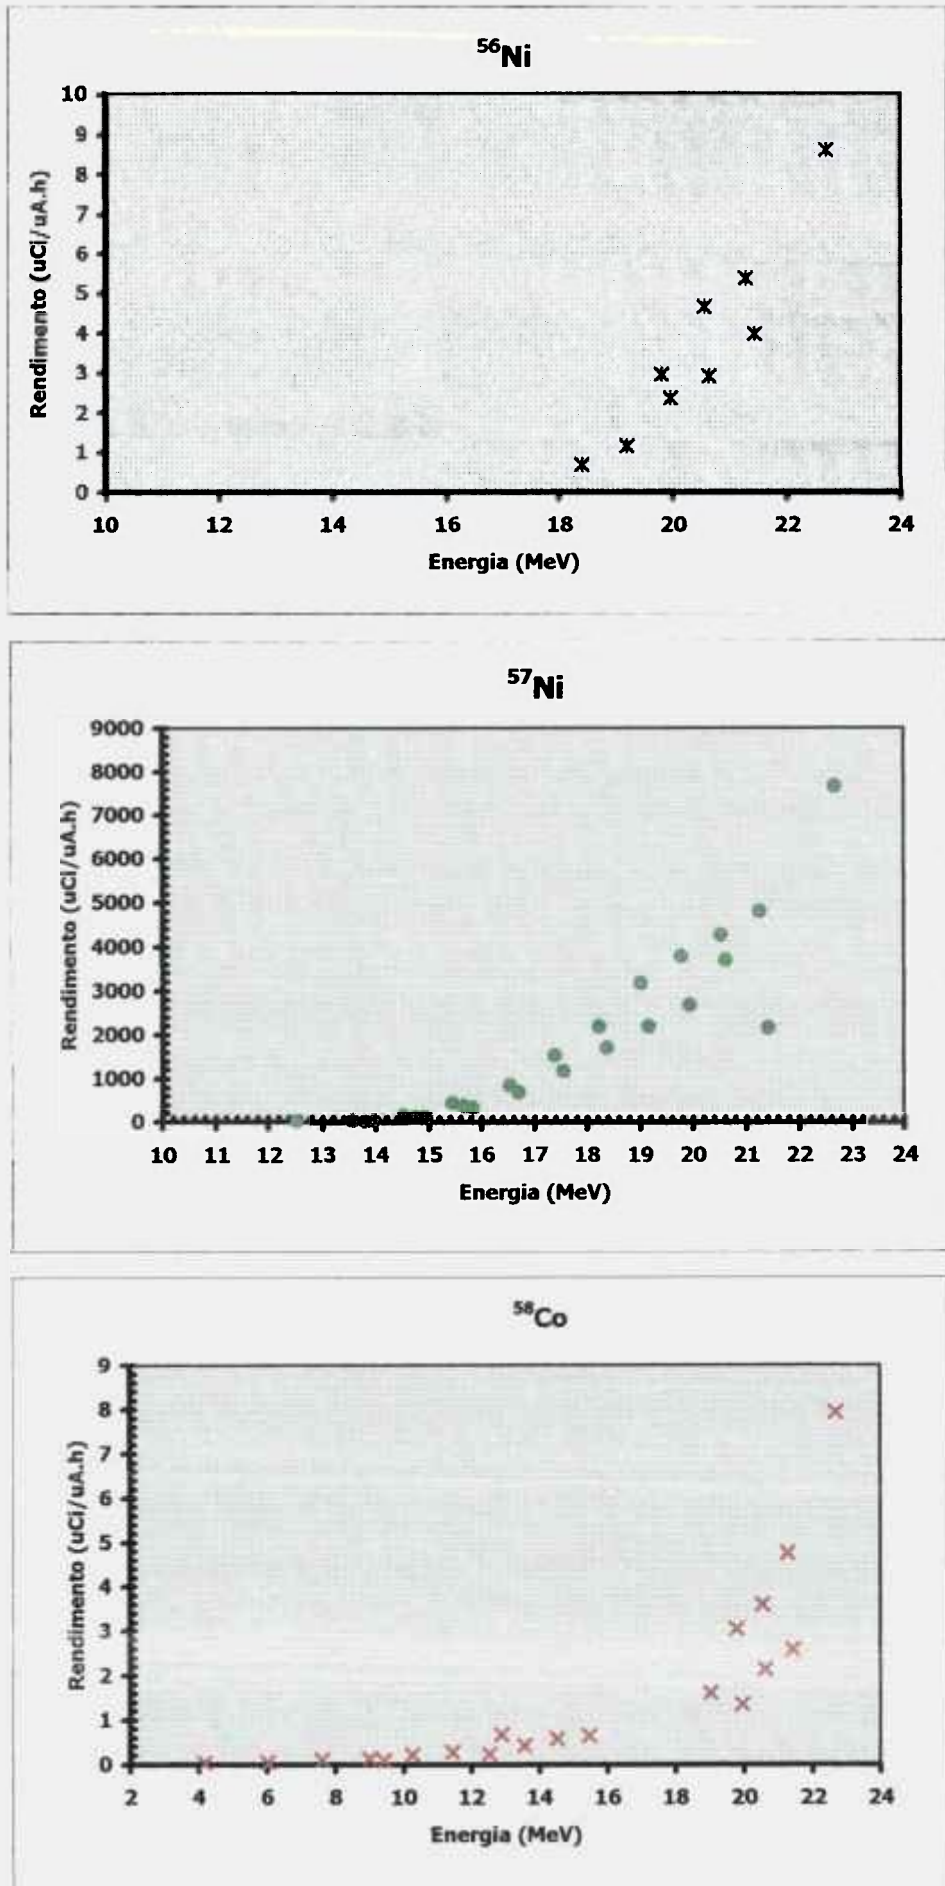 ⁵⁶Ni
10
9
8
7
6
5
4
3
2
1
0
Rendimento (uCi/uA.h)
10 12 14 16 18 20 22 24
Energia (MeV)
⁵⁷Ni
9000
8000
7000
6000
5000
4000
3000
2000
1000
0
Rendimento (uCi/uA.h)
10 11 12 13 14 15 16 17 18 19 20 21 22 23 24
Energia (MeV)
⁵⁸Co
9
8
7
6
5
4
3
2
1
0
Rendimento (uCi/uA.h)
2 4 6 8 10 12 14 16 18 20 22 24
Energia (MeV)